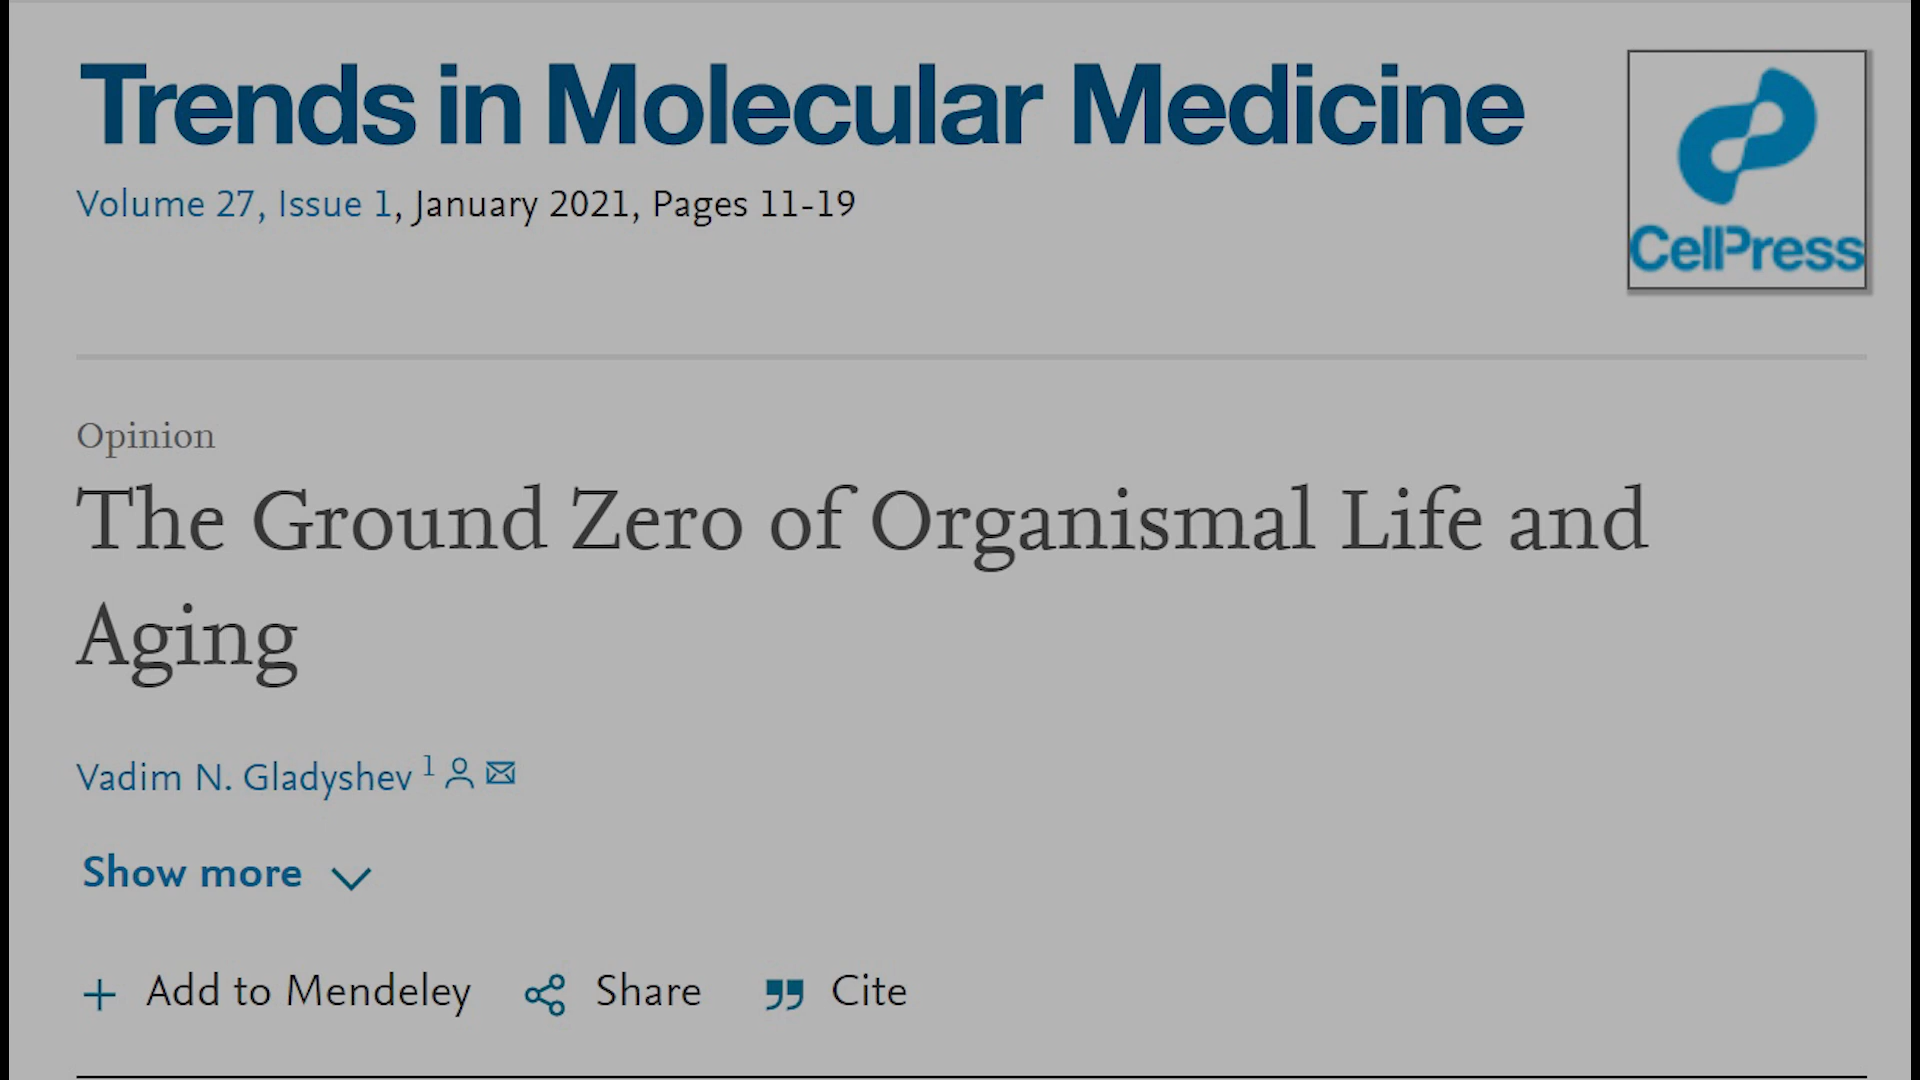 Trends in Molecular Medicine
Volume 27, Issue 1, January 2021, Pages 11-19
CellPress
Opinion
The Ground Zero of Organismal Life and
Aging
Vadim N. Gladyshev 1
Show more
+ Add to Mendeley Share Cite